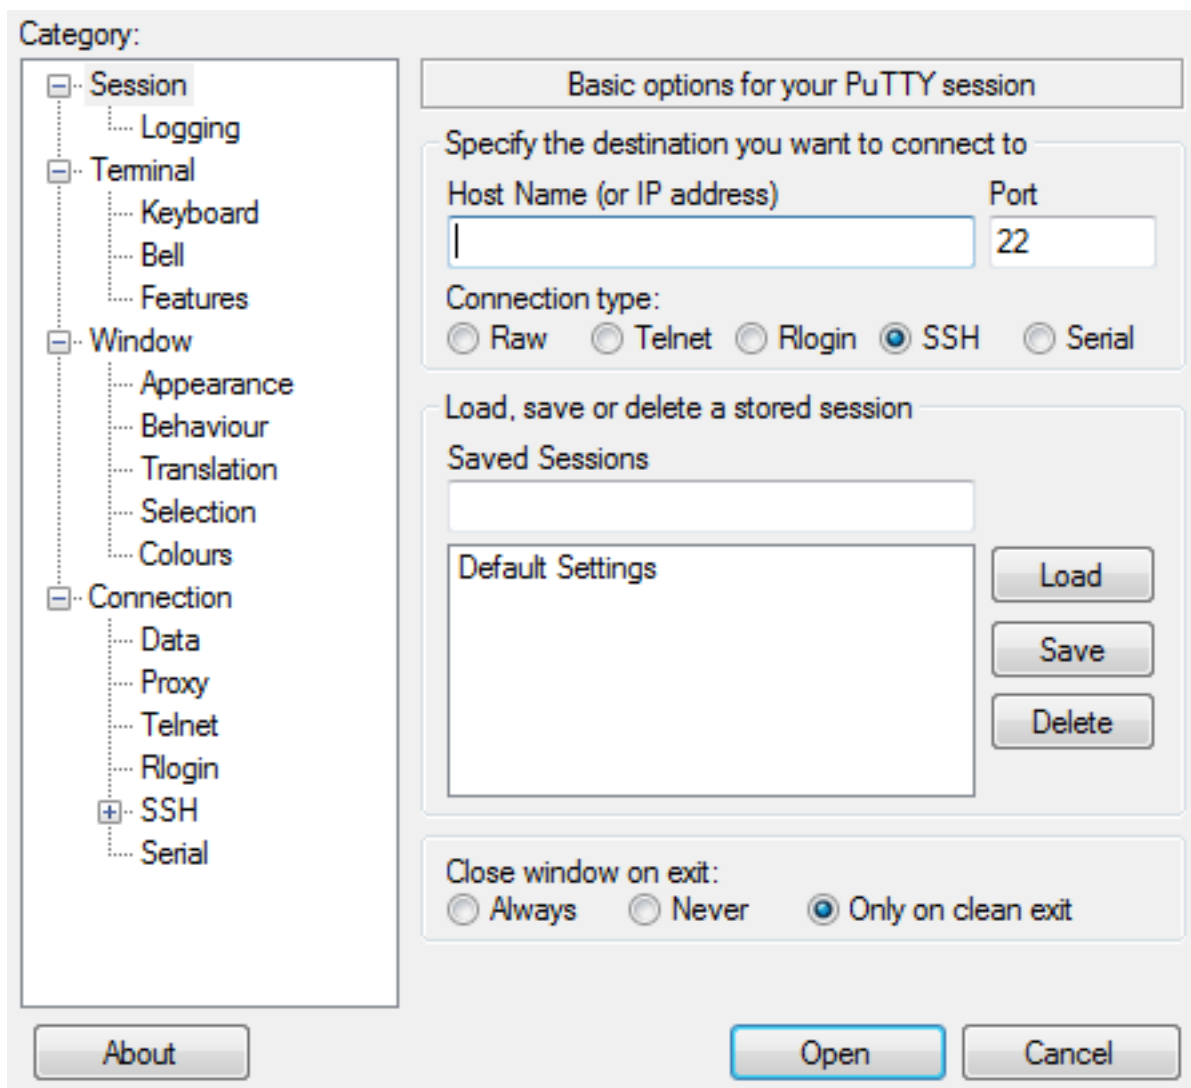 Category:
Session
Logging
Terminal
Keyboard
Bell
Features
Window
Appearance
Behaviour
Translation
Selection
Colours
Connection
Data
Proxy
Telnet
Rlogin
SSH
Serial
About
Basic options for your PuTTY session
Specify the destination you want to connect to
Host Name (or IP address) Port
22
Connection type:
Raw Telnet Rlogin SSH Serial
Load, save or delete a stored session
Saved Sessions
Default Settings
Load
Save
Delete
Close window on exit:
Always Never Only on clean exit
Open Cancel